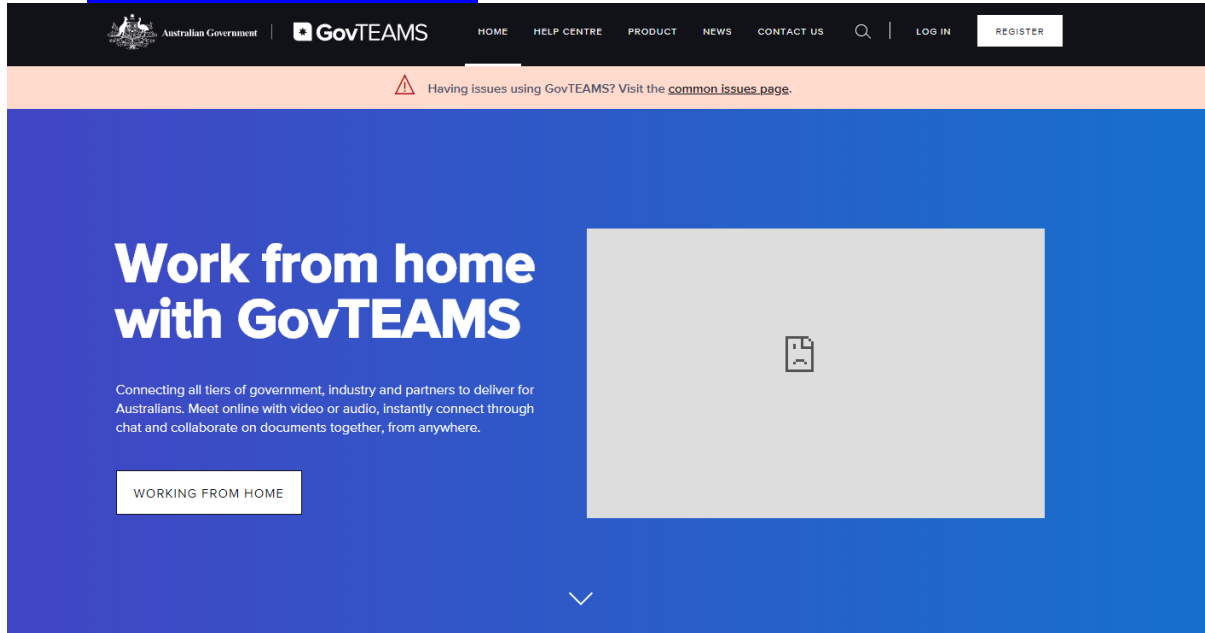 Australian Government
GovTEAMS
HOME HELP CENTRE PRODUCT NEWS CONTACT US LOG IN REGISTER
Having issues using GovTEAMS? Visit the common issues page.
Work from home
with GovTEAMS
Connecting all tiers of government, industry and partners to deliver for
Australians. Meet online with video or audio, instantly connect through
chat and collaborate on documents together, from anywhere.
WORKING FROM HOME